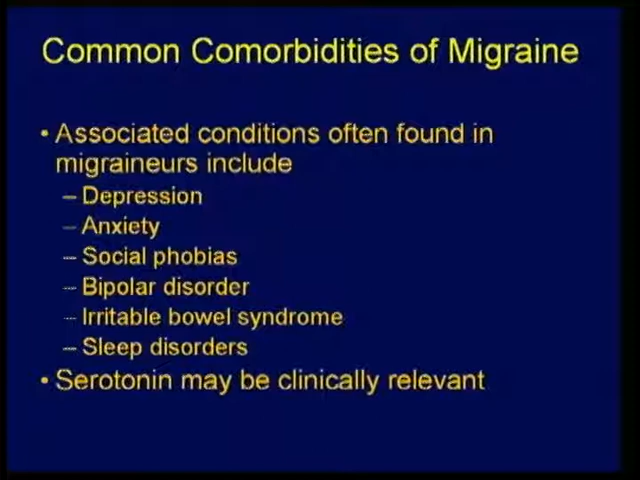 Common Comorbidities of Migraine
• Associated conditions often found in
migraineurs include
– Depression
– Anxiety
– Social phobias
– Bipolar disorder
– Irritable bowel syndrome
– Sleep disorders
• Serotonin may be clinically relevant